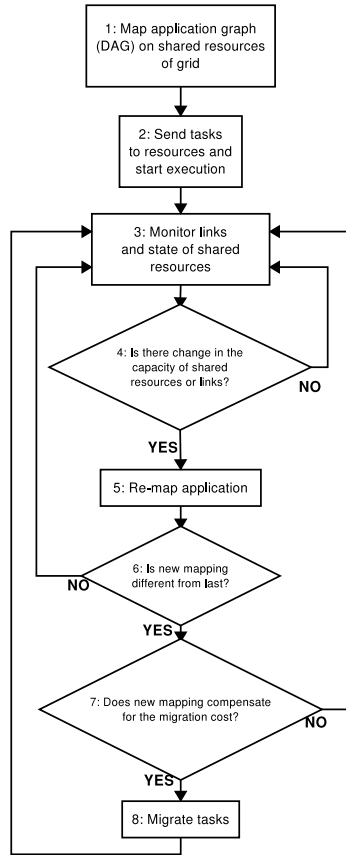 1: Map application graph
(DAG) on shared resources
of grid
2: Send tasks
to resources and
start execution
3: Monitor links
and state of shared
resources
4: Is there change in the
capacity of shared
resources or links?
NO
YES
5: Re-map application
6: Is new mapping
different from last?
NO
YES
7: Does new mapping compensate
for the migration cost?
NO
YES
8: Migrate tasks